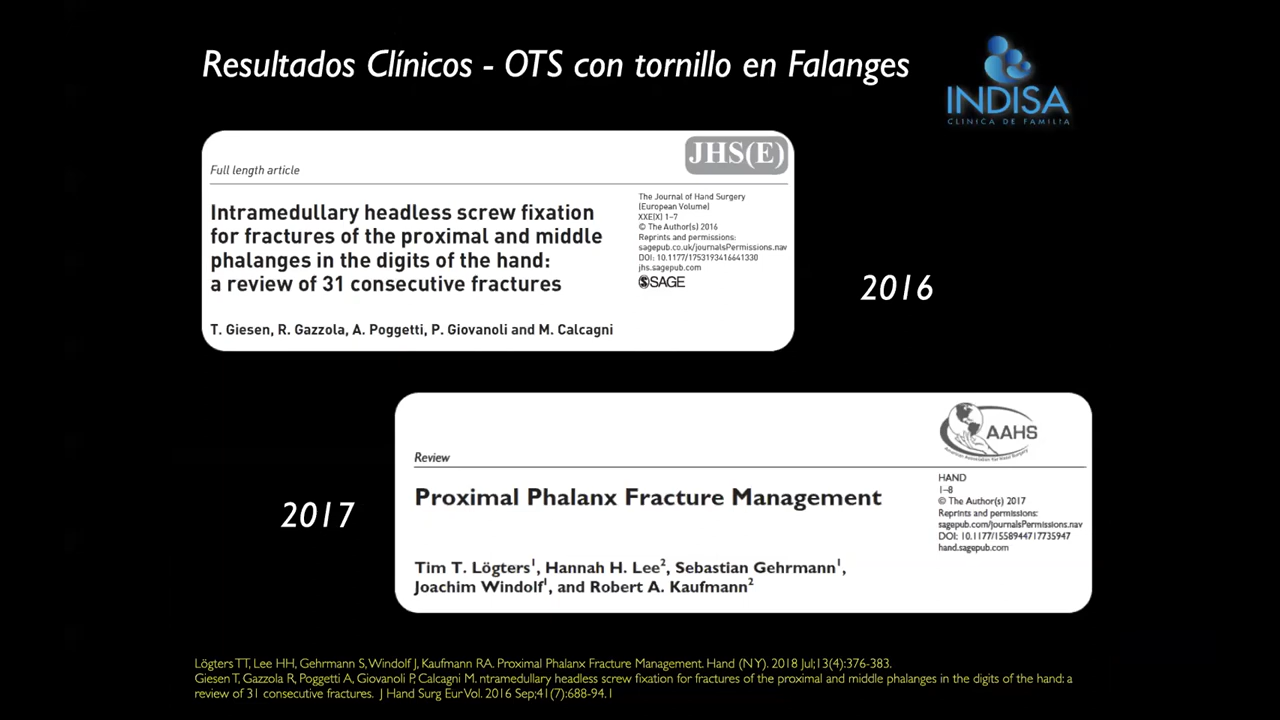 Resultados Clínicos - OTS con tornillo en Falanges
INDISA
CLINICA DE FAMILIA
JHS(E)
Full length article
Intramedullary headless screw fixation
for fractures of the proximal and middle
phalanges in the digits of the hand:
a review of 31 consecutive fractures
T. Giesen, R. Gazzola, A. Poggetti, P. Giovanoli and M. Calcagni
The Journal of Hand Surgery
(European Volume)
XXE(X) 1–7
© The Author(s) 2016
Reprints and permissions:
sagepub.co.uk/journalsPermissions.nav
DOI: 10.1177/1753193416641330
jhs.sagepub.com
SAGE
2016
2017
AAHS
American Association for Hand Surgery
Review
Proximal Phalanx Fracture Management
Tim T. Lögters1, Hannah H. Lee2, Sebastian Gehrmann1,
Joachim Windolf1, and Robert A. Kaufmann2
HAND
1–8
© The Author(s) 2017
Reprints and permissions:
sagepub.com/journalsPermissions.nav
DOI: 10.1177/1558944717735947
hand.sagepub.com
Lögters TT, Lee HH, Gehrmann S, Windolf J, Kaufmann RA. Proximal Phalanx Fracture Management. Hand (N Y). 2018 Jul;13(4):376-383.
Giesen T, Gazzola R, Poggetti A, Giovanoli P, Calcagni M. ntramedullary headless screw fixation for fractures of the proximal and middle phalanges in the digits of the hand: a
review of 31 consecutive fractures. J Hand Surg Eur Vol. 2016 Sep;41(7):688-94.1